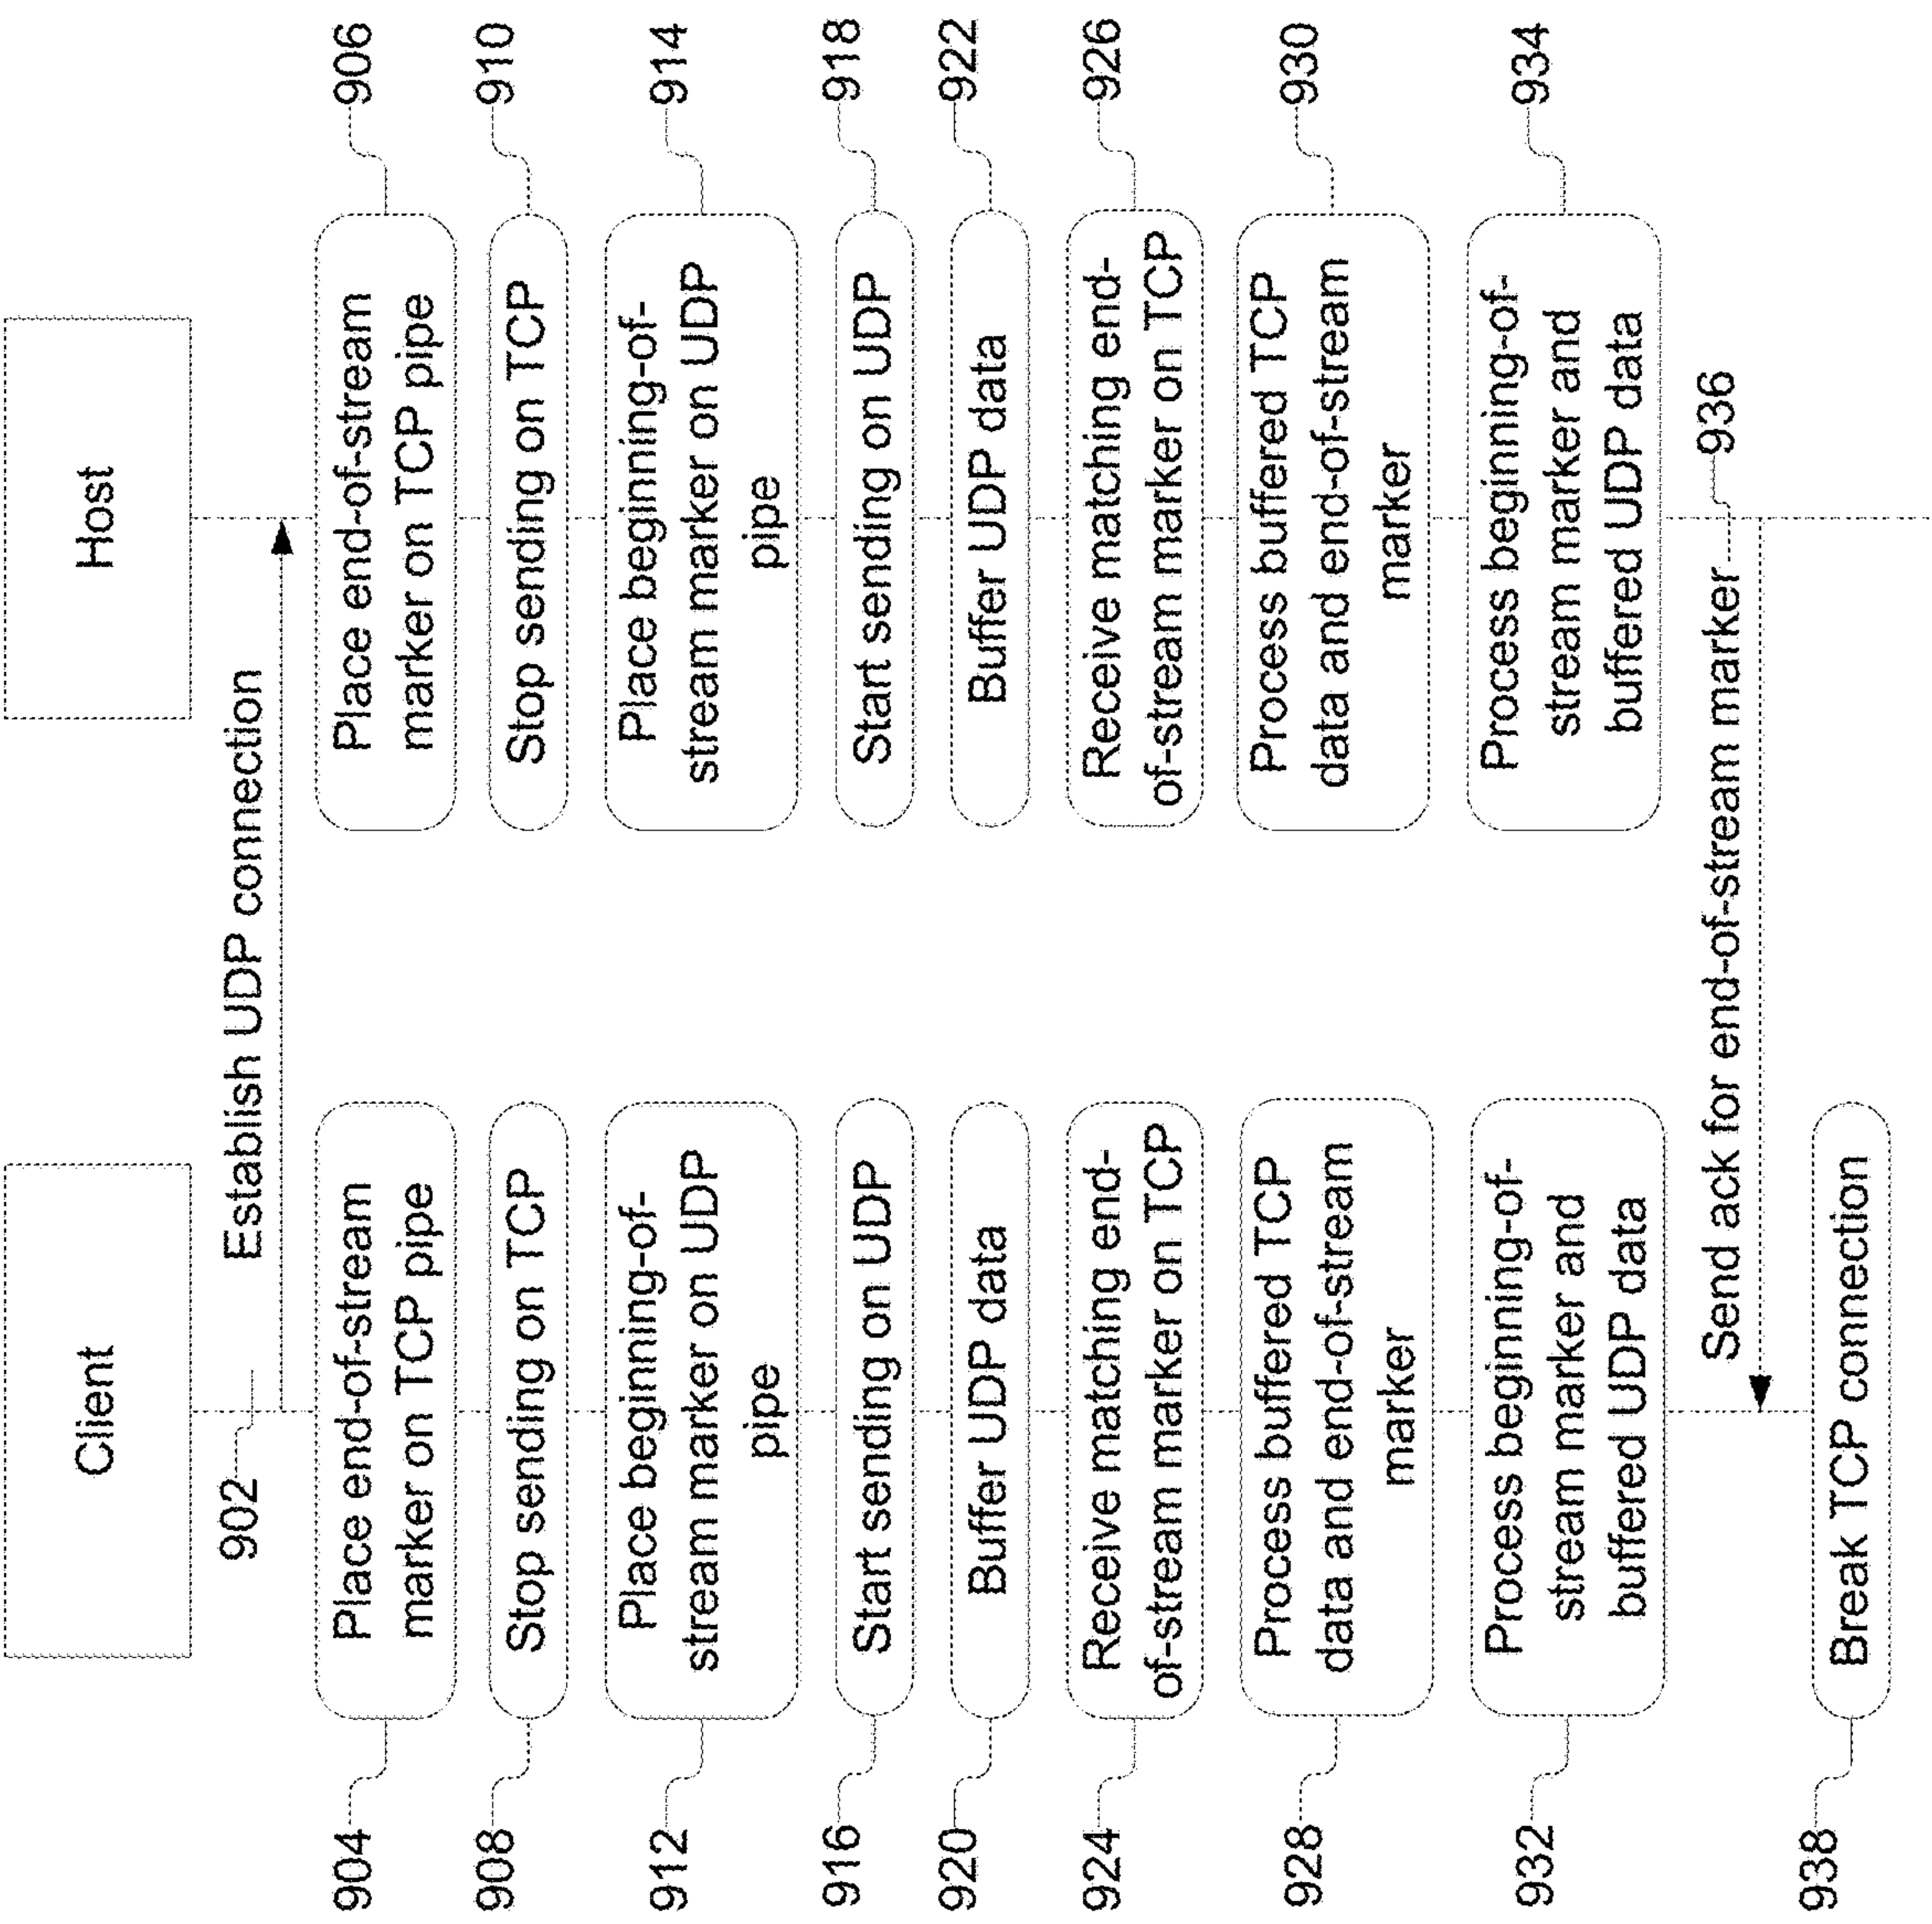 Client
Host
902
Establish UDP connection
904
Place end-of-stream
marker on TCP pipe
Place end-of-stream
marker on TCP pipe
906
908
Stop sending on TCP
Stop sending on TCP
910
912
Place beginning-of-
stream marker on UDP
pipe
Place beginning-of-
stream marker on UDP
pipe
914
916
Start sending on UDP
Start sending on UDP
918
920
Buffer UDP data
Buffer UDP data
922
924
Receive matching end-
of-stream marker on TCP
Receive matching end-
of-stream marker on TCP
926
928
Process buffered TCP
data and end-of-stream
marker
Process buffered TCP
data and end-of-stream
marker
930
932
Process beginning-of-
stream marker and
buffered UDP data
Process beginning-of-
stream marker and
buffered UDP data
934
Send ack for end-of-stream marker
936
938
Break TCP connection